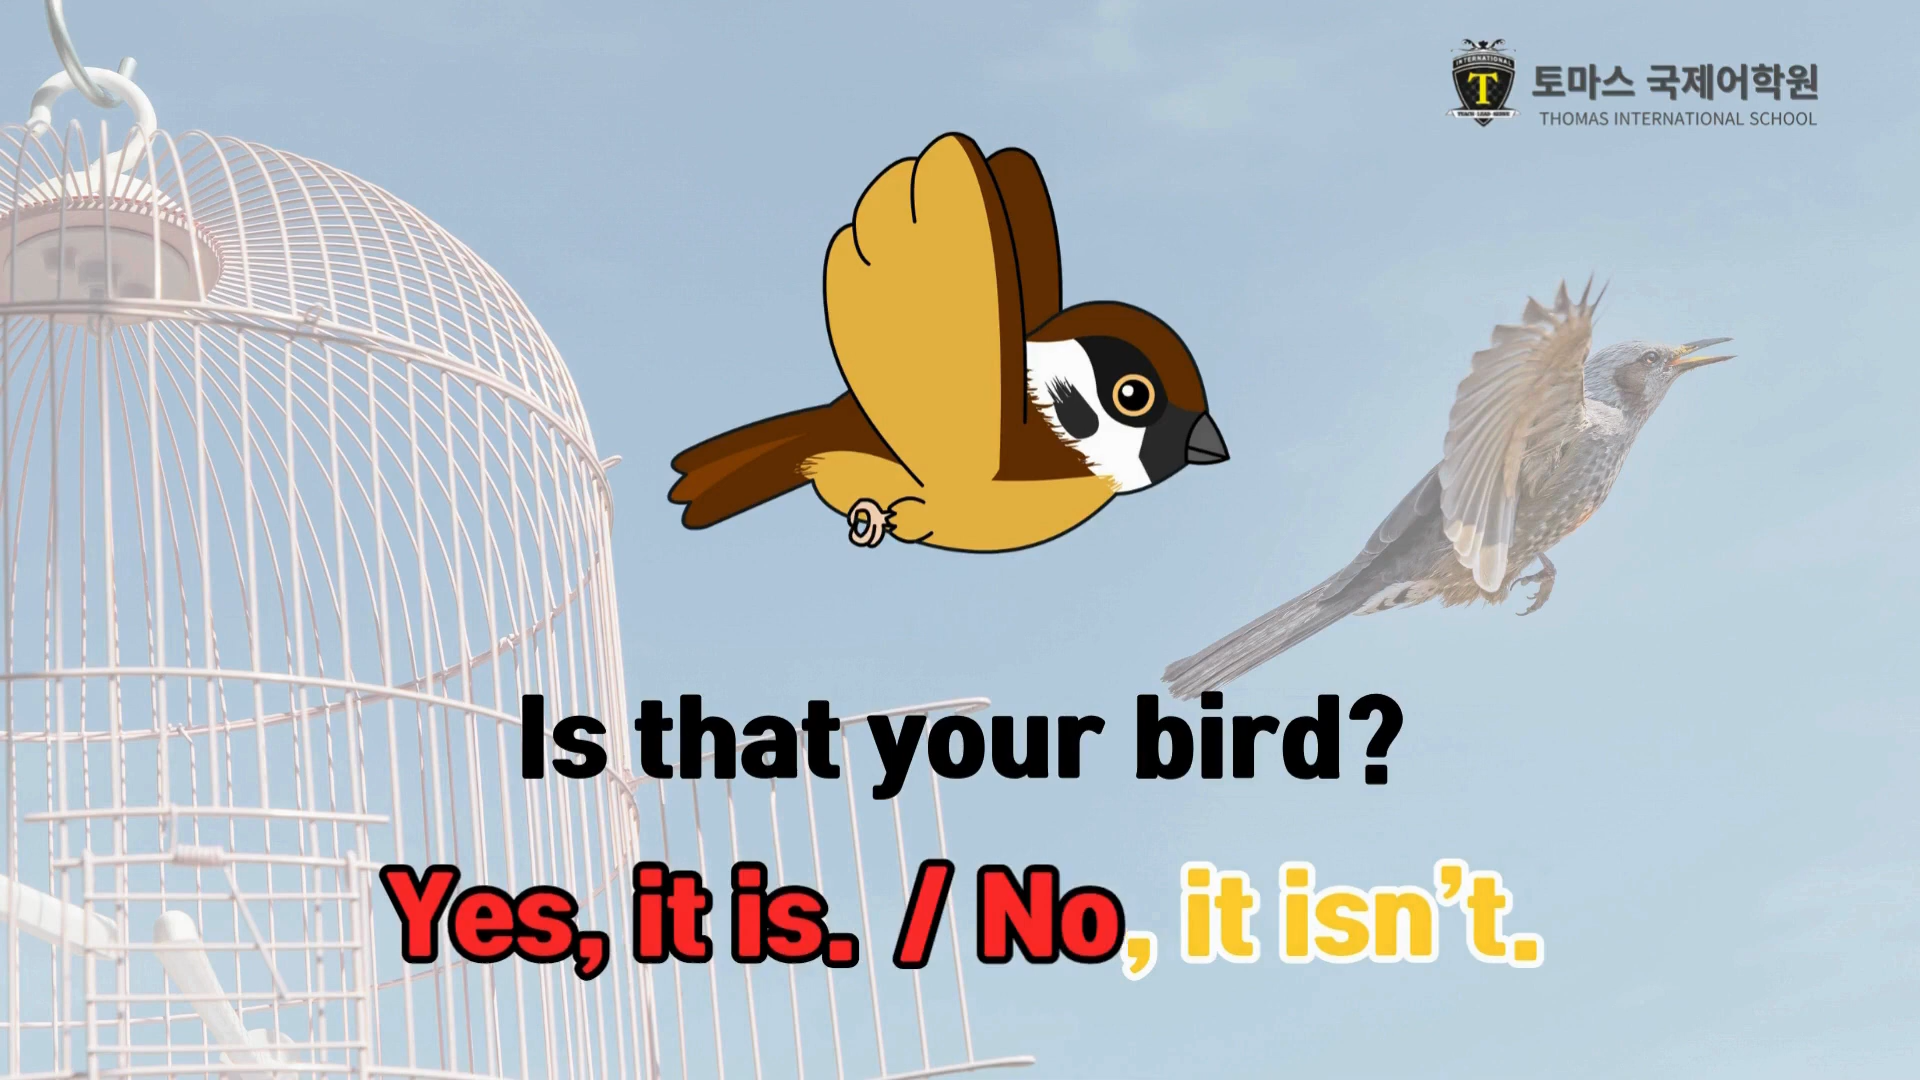 INTERNATIONAL
T
토마스 국제어학원
THOMAS INTERNATIONAL SCHOOL
Is that your bird?
Yes, it is. / No, it isn't.